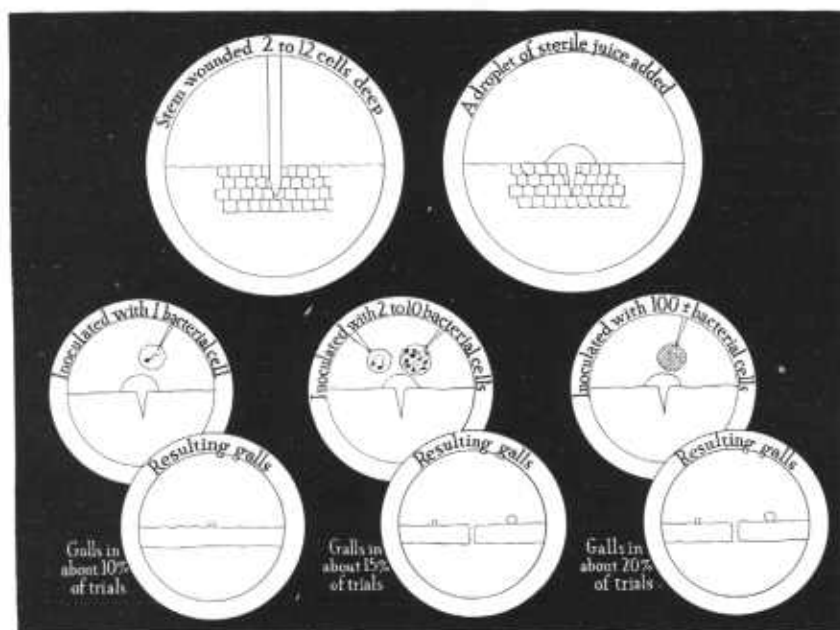 Stem wounded 2 to 12 cells deep
A droplet of sterile juice added
Inoculated with 1 bacterial cell
Inoculated with 2 to 10 bacterial cells
Inoculated with 100 ± bacterial cells
Resulting galls
Galls in
about 10%
of trials
Resulting galls
Galls in
about 15%
of trials
Resulting galls
Galls in
about 20%
of trials